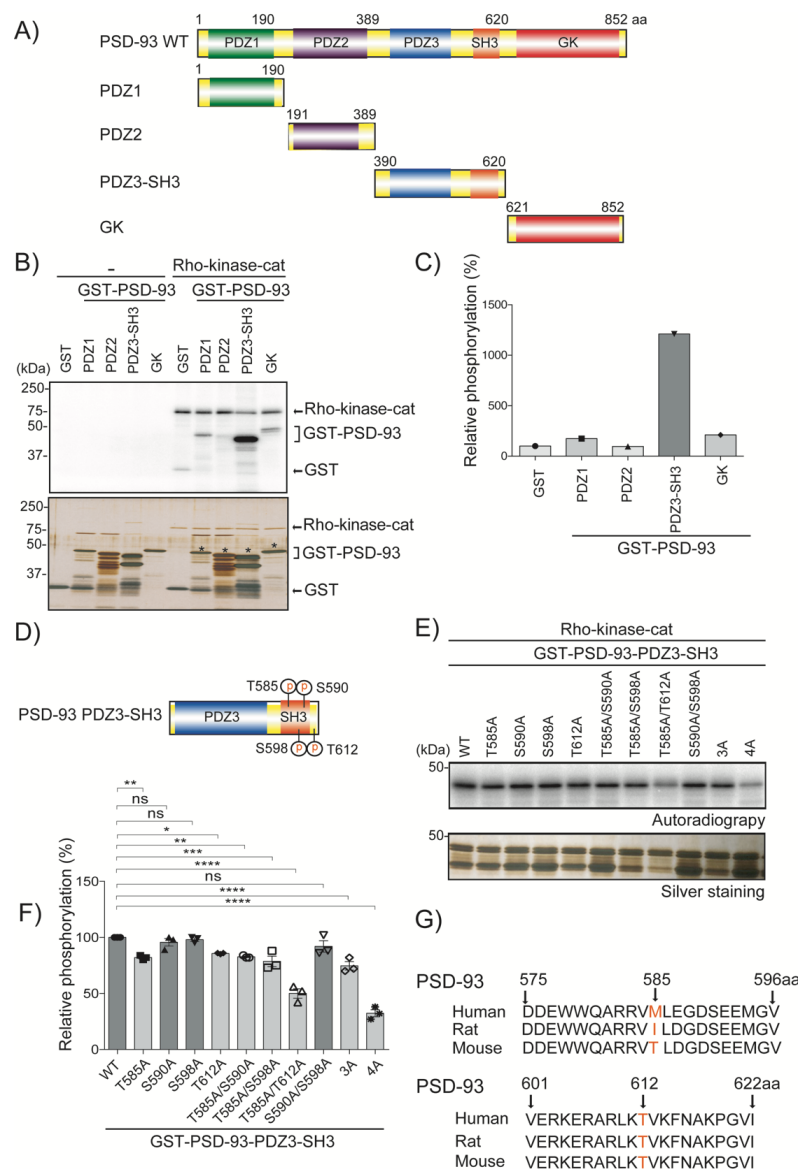 A)
1 190 389 620 852 aa
PSD-93 WT PDZ1 PDZ2 PDZ3 SH3 GK
1 190
PDZ1
191 389
PDZ2
390 620
PDZ3-SH3
621 852
GK
B)
– Rho-kinase-cat
GST-PSD-93 GST-PSD-93
(kDa) GST PDZ1 PDZ2 PDZ3-SH3 GK GST PDZ1 PDZ2 PDZ3-SH3 GK
250-
75- ←Rho-kinase-cat
50- ]GST-PSD-93
37-
←GST
250-
75- ←Rho-kinase-cat
50- * * * * ]GST-PSD-93
37-
←GST
C)
Relative phosphorylation (%)
1500
1000
500
0
GST PDZ1 PDZ2 PDZ3-SH3 GK
GST-PSD-93
D)
T585 p p S590
PSD-93 PDZ3-SH3 PDZ3 SH3
S598 p p T612
E)
Rho-kinase-cat
GST-PSD-93-PDZ3-SH3
(kDa) WT T585A S590A S598A T612A T585A/S590A T585A/S598A T585A/T612A S590A/S598A 3A 4A
50-
Autoradiograpy
50-
Silver staining
F)
**
ns
ns
*
**
***
****
ns
****
****
Relative phosphorylation (%)
150
100
50
0
WT T585A S590A S598A T612A T585A/S590A T585A/S598A T585A/T612A S590A/S598A 3A 4A
GST-PSD-93-PDZ3-SH3
G)
PSD-93 575 585 596aa
Human DDEWWQARRVMLEGDSEEMGV
Rat DDEWWQARRVILDGDSEEMGV
Mouse DDEWWQARRVTLDGDSEEMGV
PSD-93 601 612 622aa
Human VERKERARLKTVKFNAKPGVI
Rat VERKERARLKTVKFNAKPGVI
Mouse VERKERARLKTVKFNAKPGVI